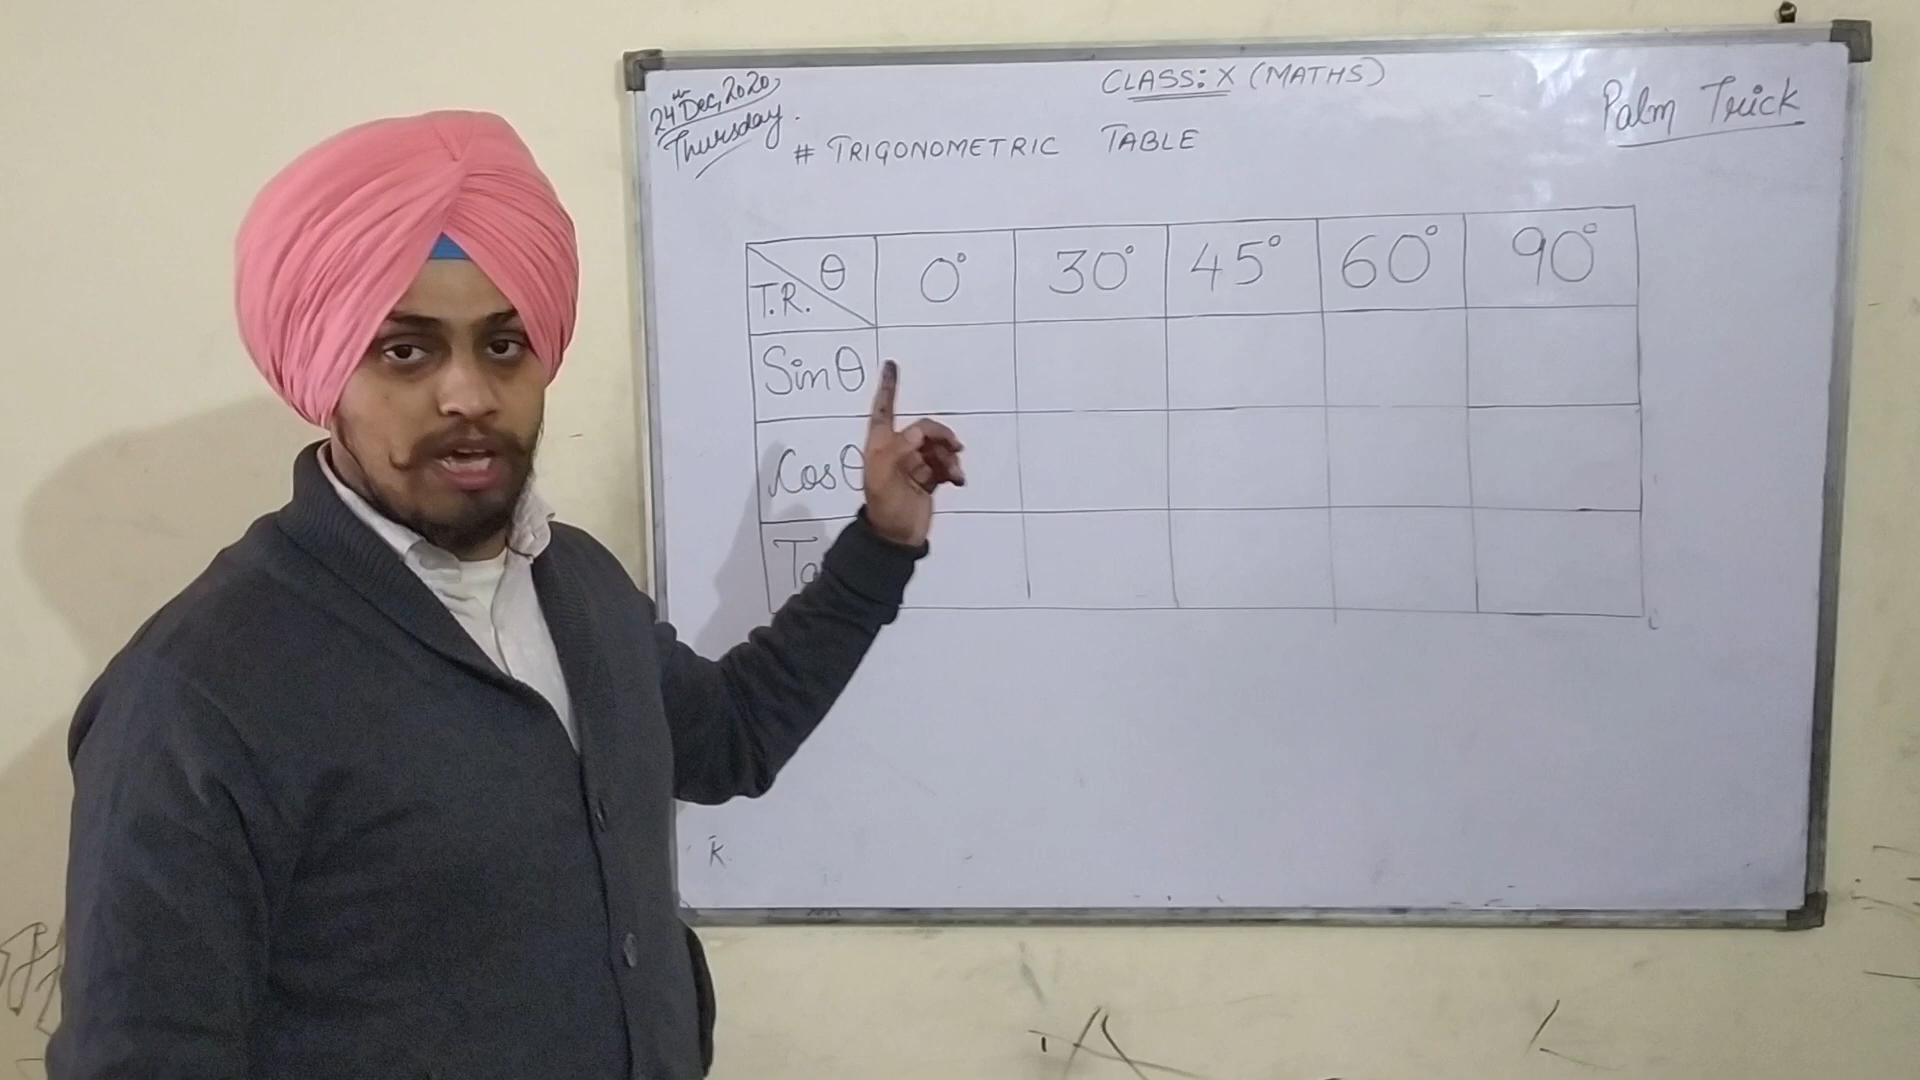 24th Dec, 2020,
Thursday.
CLASS: X (MATHS)
Palm Trick
# TRIGONOMETRIC TABLE
T.R. θ 0° 30° 45° 60° 90°
Sinθ
Cosθ
Ta
K.